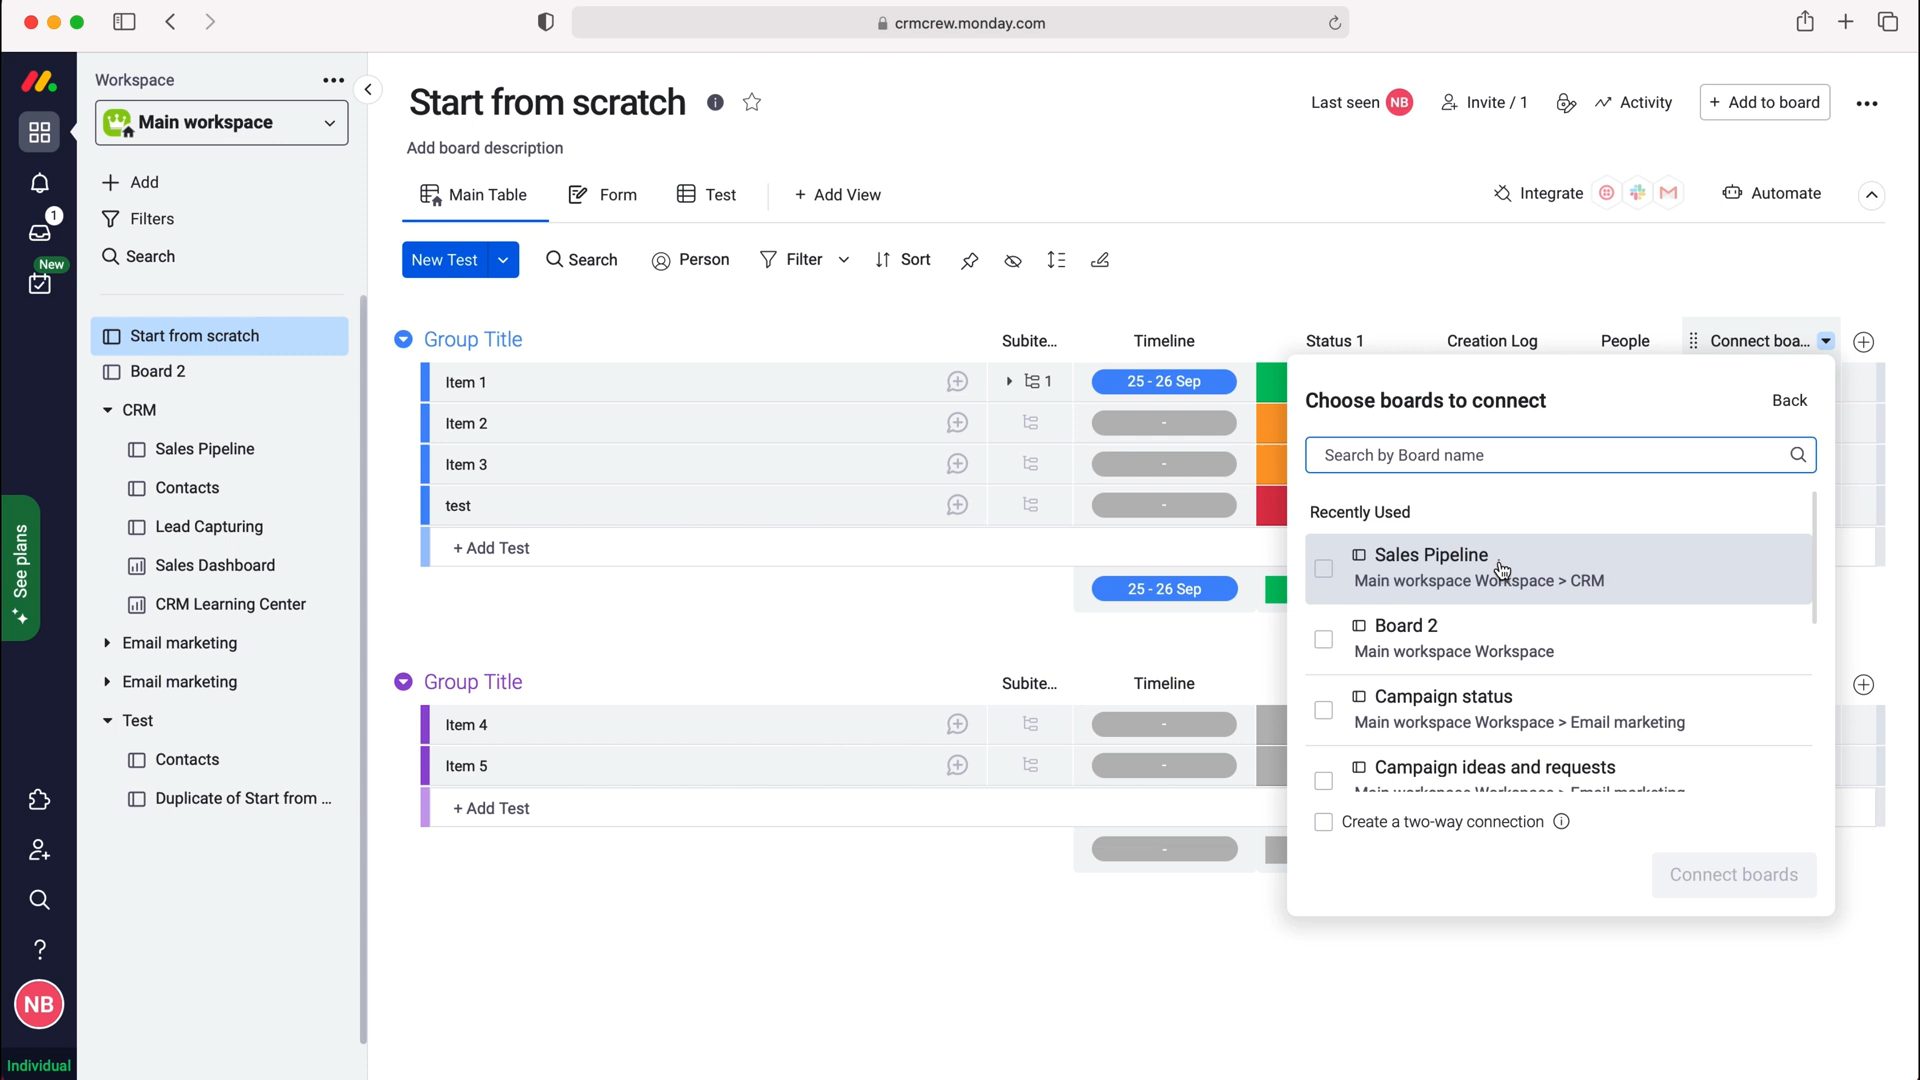 crmcrew.monday.com
Workspace
Main workspace
Add
Filters
Search
1
New
Start from scratch
Board 2
CRM
Sales Pipeline
Contacts
Lead Capturing
Sales Dashboard
CRM Learning Center
Email marketing
Email marketing
Test
Contacts
Duplicate of Start from ...
See plans
?
NB
Individual
Start from scratch
Last seen NB
Invite / 1
Activity
+ Add to board
Add board description
Main Table
Form
Test
+ Add View
Integrate
Automate
New Test
Search
Person
Filter
Sort
Group Title
Subite...
Timeline
Status 1
Creation Log
People
Connect boa...
Item 1
1
25 - 26 Sep
Item 2
-
Item 3
-
test
-
+ Add Test
25 - 26 Sep
Group Title
Subite...
Timeline
Item 4
-
Item 5
-
+ Add Test
-
Choose boards to connect
Back
Search by Board name
Recently Used
Sales Pipeline
Main workspace Workspace > CRM
Board 2
Main workspace Workspace
Campaign status
Main workspace Workspace > Email marketing
Campaign ideas and requests
Main workspace Workspace > Email marketing
Create a two-way connection
Connect boards